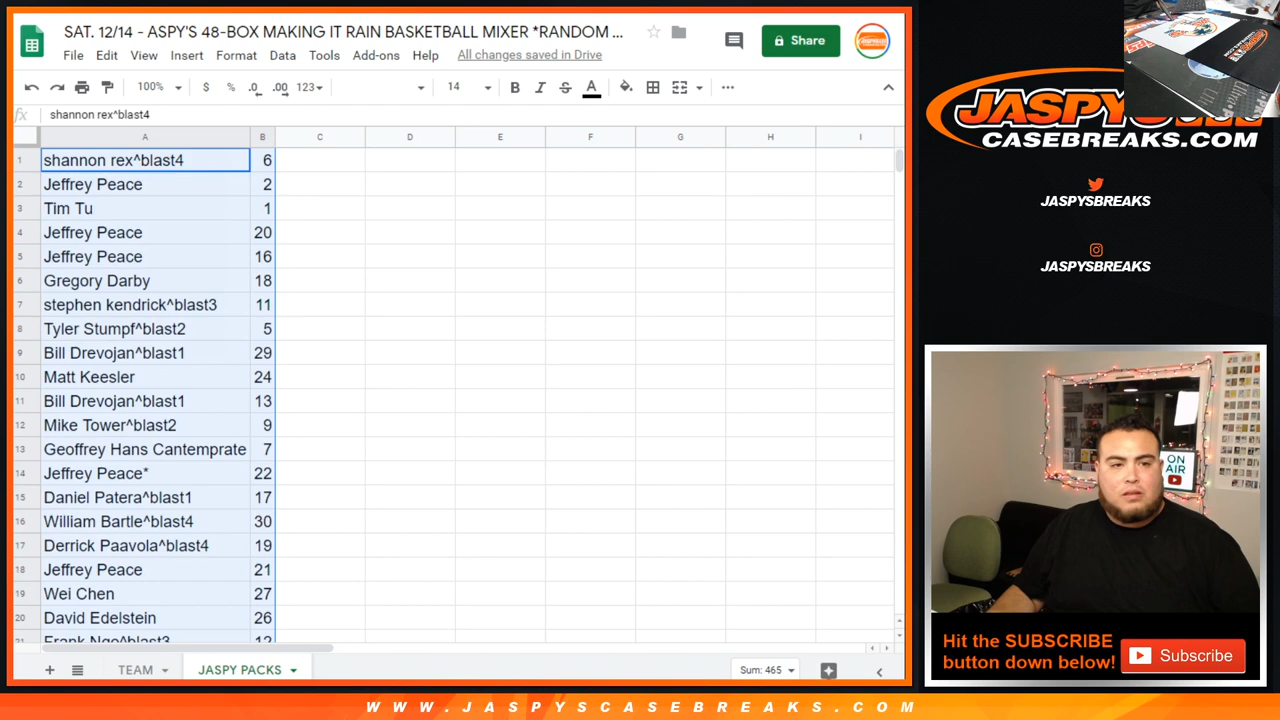 SAT. 12/14 - ASPY'S 48-BOX MAKING IT RAIN BASKETBALL MIXER *RANDOM ...
Share
File Edit View Insert Format Data Tools Add-ons Help All changes saved in Drive
100% $ % .0 .00 123 14 B I S A
fx shannon rex^blast4
A B C D E F G H I
1 shannon rex^blast4 6
2 Jeffrey Peace 2
3 Tim Tu 1
4 Jeffrey Peace 20
5 Jeffrey Peace 16
6 Gregory Darby 18
7 stephen kendrick^blast3 11
8 Tyler Stumpf^blast2 5
9 Bill Drevojan^blast1 29
10 Matt Keesler 24
11 Bill Drevojan^blast1 13
12 Mike Tower^blast2 9
13 Geoffrey Hans Cantemprate 7
14 Jeffrey Peace* 22
15 Daniel Patera^blast1 17
16 William Bartle^blast4 30
17 Derrick Paavola^blast4 19
18 Jeffrey Peace 21
19 Wei Chen 27
20 David Edelstein 26
21 Frank Ngo^blast3 12
TEAM JASPY PACKS Sum: 465
CASEBREAKS.COM
JASPYSBREAKS
JASPYSBREAKS
ON
AIR
Hit the SUBSCRIBE
button down below!
Subscribe
WWW.JASPYSCASEBREAKS.COM